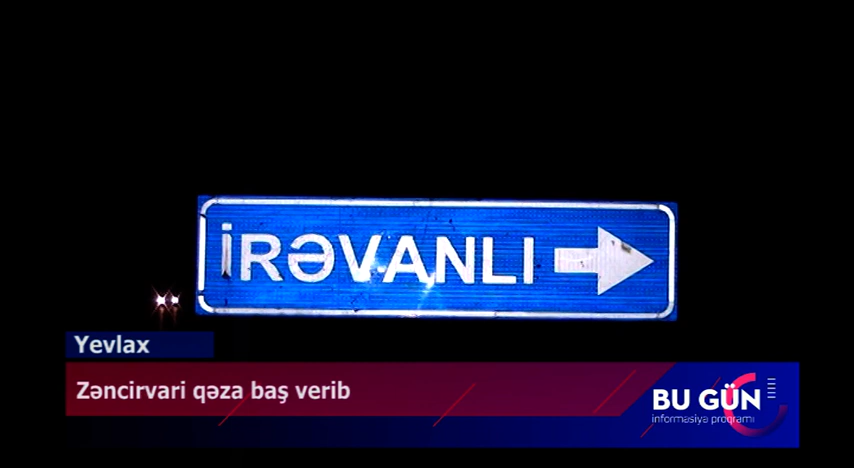 İRƏVANLI
Yevlax
Zəncirvari qəza baş verib
BU GÜN
informasiya proqramı